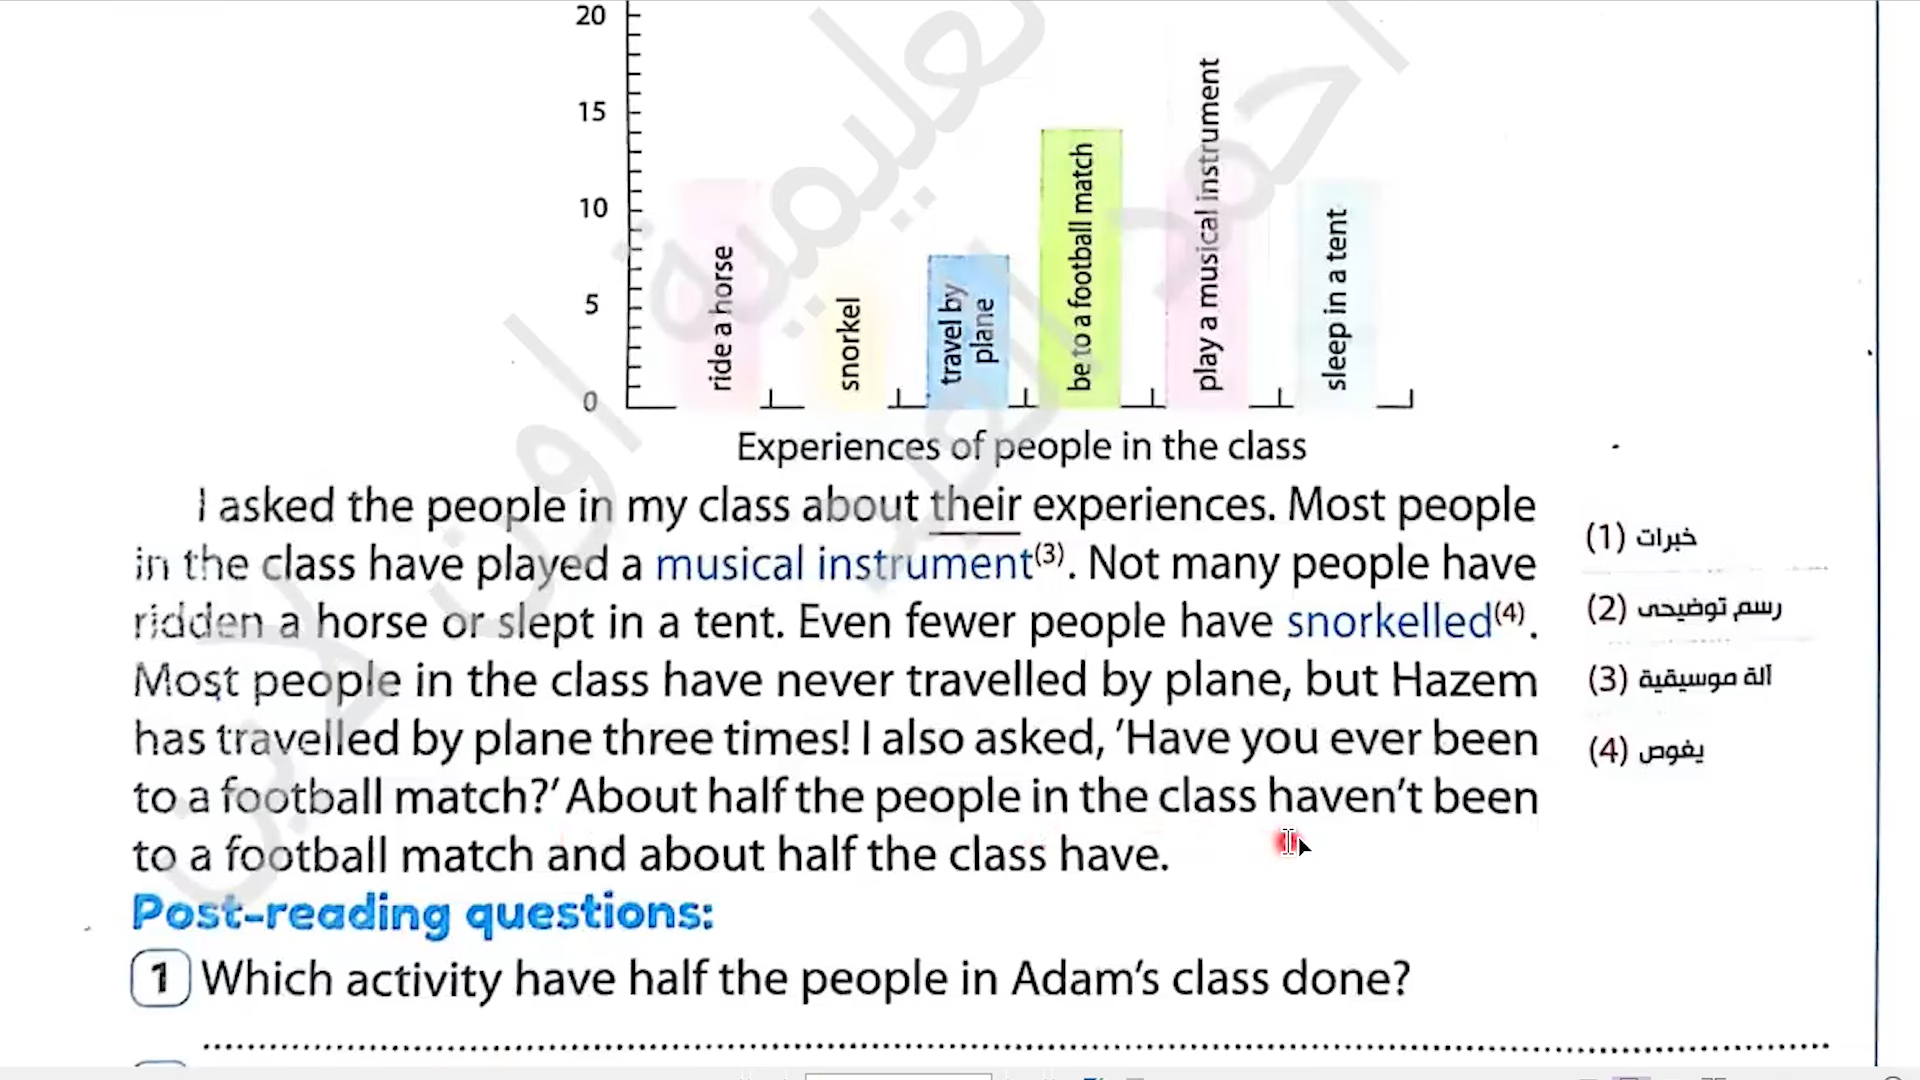 20
15
10
5
0
ride a horse
snorkel
travel by
plane
be to a football match
play a musical instrument
sleep in a tent
Experiences of people in the class
I asked the people in my class about their experiences. Most people
in the class have played a musical instrument(3). Not many people have
ridden a horse or slept in a tent. Even fewer people have snorkelled(4).
Most people in the class have never travelled by plane, but Hazem
has travelled by plane three times! I also asked, ‘Have you ever been
to a football match?’ About half the people in the class haven’t been
to a football match and about half the class have.
(1) خبرات
(2) رسم توضيحى
(3) آلة موسيقية
(4) يغوص
Post-reading questions:
1 Which activity have half the people in Adam’s class done?